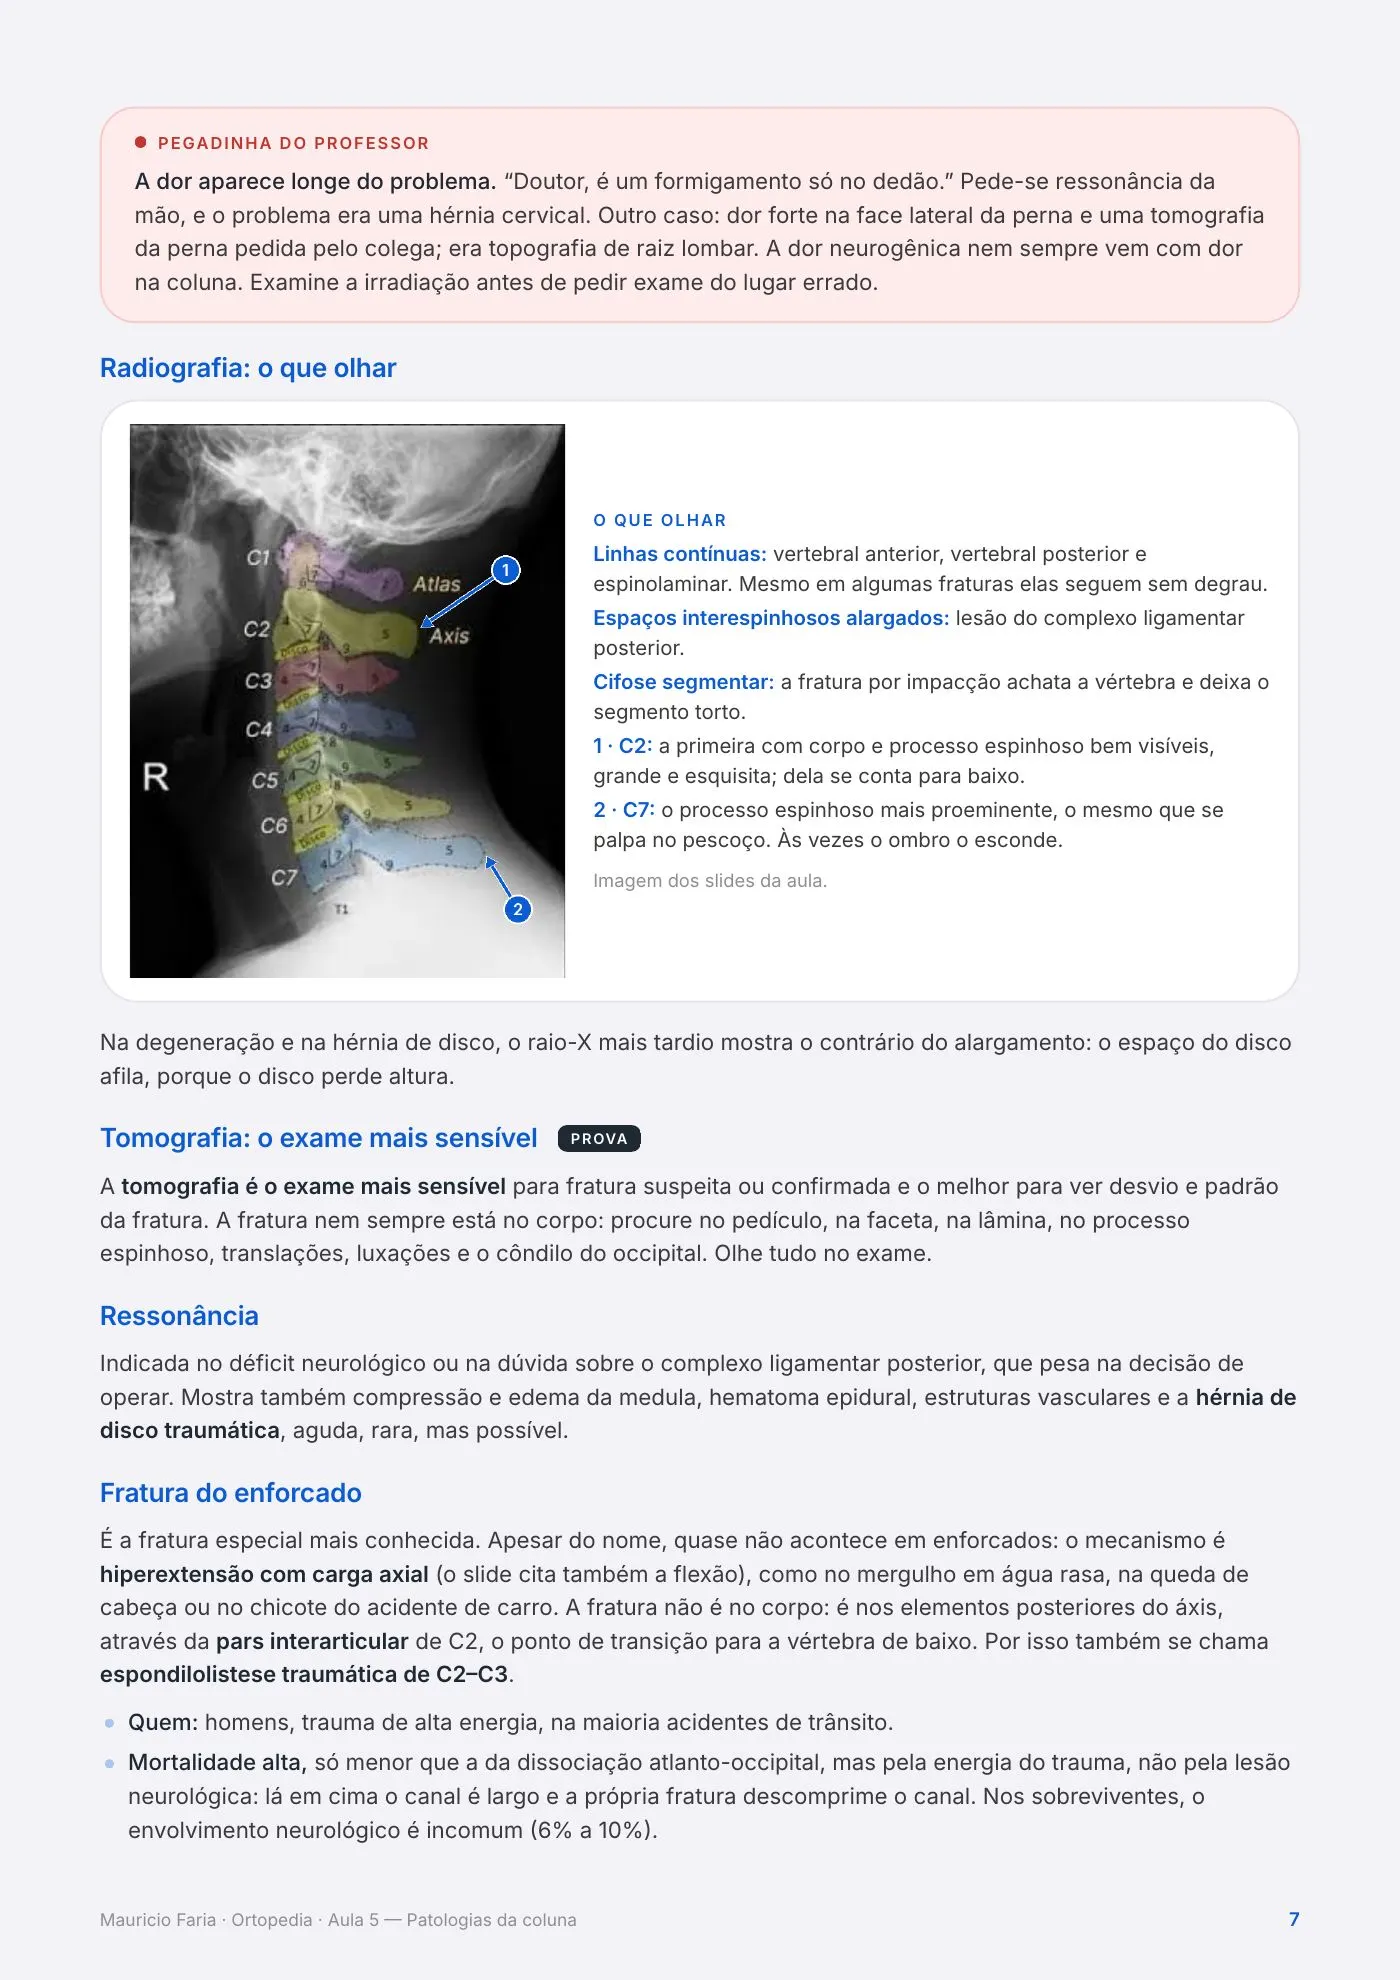 PEGADINHA DO PROFESSOR
A dor aparece longe do problema. “Doutor, é um formigamento só no dedão.” Pede-se ressonância da
mão, e o problema era uma hérnia cervical. Outro caso: dor forte na face lateral da perna e uma tomografia
da perna pedida pelo colega; era topografia de raiz lombar. A dor neurogênica nem sempre vem com dor
na coluna. Examine a irradiação antes de pedir exame do lugar errado.
Radiografia: o que olhar
C1
Atlas
1
C2
5
3
Axis
C3
C4
9
C5
9
Disco
5
C6
7
9
Disco
C7
4
7
9
5
T1
R
2
O QUE OLHAR
Linhas contínuas: vertebral anterior, vertebral posterior e
espinolaminar. Mesmo em algumas fraturas elas seguem sem degrau.
Espaços interespinhosos alargados: lesão do complexo ligamentar
posterior.
Cifose segmentar: a fratura por impacção achata a vértebra e deixa o
segmento torto.
1 · C2: a primeira com corpo e processo espinhoso bem visíveis,
grande e esquisita; dela se conta para baixo.
2 · C7: o processo espinhoso mais proeminente, o mesmo que se
palpa no pescoço. Às vezes o ombro o esconde.
Imagem dos slides da aula.
Na degeneração e na hérnia de disco, o raio-X mais tardio mostra o contrário do alargamento: o espaço do disco
afila, porque o disco perde altura.
Tomografia: o exame mais sensível PROVA
A tomografia é o exame mais sensível para fratura suspeita ou confirmada e o melhor para ver desvio e padrão
da fratura. A fratura nem sempre está no corpo: procure no pedículo, na faceta, na lâmina, no processo
espinhoso, translações, luxações e o côndilo do occipital. Olhe tudo no exame.
Ressonância
Indicada no déficit neurológico ou na dúvida sobre o complexo ligamentar posterior, que pesa na decisão de
operar. Mostra também compressão e edema da medula, hematoma epidural, estruturas vasculares e a hérnia de
disco traumática, aguda, rara, mas possível.
Fratura do enforcado
É a fratura especial mais conhecida. Apesar do nome, quase não acontece em enforcados: o mecanismo é
hiperextensão com carga axial (o slide cita também a flexão), como no mergulho em água rasa, na queda de
cabeça ou no chicote do acidente de carro. A fratura não é no corpo: é nos elementos posteriores do áxis,
através da pars interarticular de C2, o ponto de transição para a vértebra de baixo. Por isso também se chama
espondilolistese traumática de C2–C3.
Quem: homens, trauma de alta energia, na maioria acidentes de trânsito.
Mortalidade alta, só menor que a da dissociação atlanto-occipital, mas pela energia do trauma, não pela lesão
neurológica: lá em cima o canal é largo e a própria fratura descomprime o canal. Nos sobreviventes, o
envolvimento neurológico é incomum (6% a 10%).
Mauricio Faria · Ortopedia · Aula 5 — Patologias da coluna
7